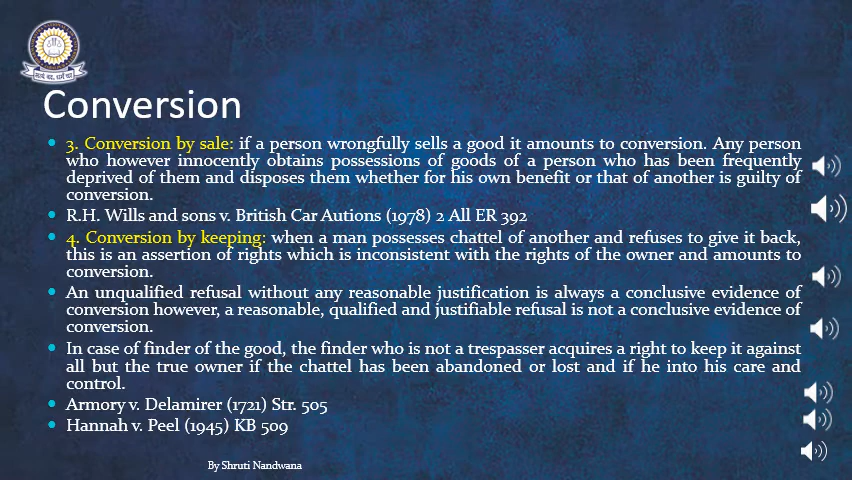 Conversion
3. Conversion by sale: if a person wrongfully sells a good it amounts to conversion. Any person
who however innocently obtains possessions of goods of a person who has been frequently
deprived of them and disposes them whether for his own benefit or that of another is guilty of
conversion.
R.H. Wills and sons v. British Car Autions (1978) 2 All ER 392
4. Conversion by keeping: when a man possesses chattel of another and refuses to give it back,
this is an assertion of rights which is inconsistent with the rights of the owner and amounts to
conversion.
An unqualified refusal without any reasonable justification is always a conclusive evidence of
conversion however, a reasonable, qualified and justifiable refusal is not a conclusive evidence of
conversion.
In case of finder of the good, the finder who is not a trespasser acquires a right to keep it against
all but the true owner if the chattel has been abandoned or lost and if he into his care and
control.
Armory v. Delamirer (1721) Str. 505
Hannah v. Peel (1945) KB 509
By Shruti Nandwana